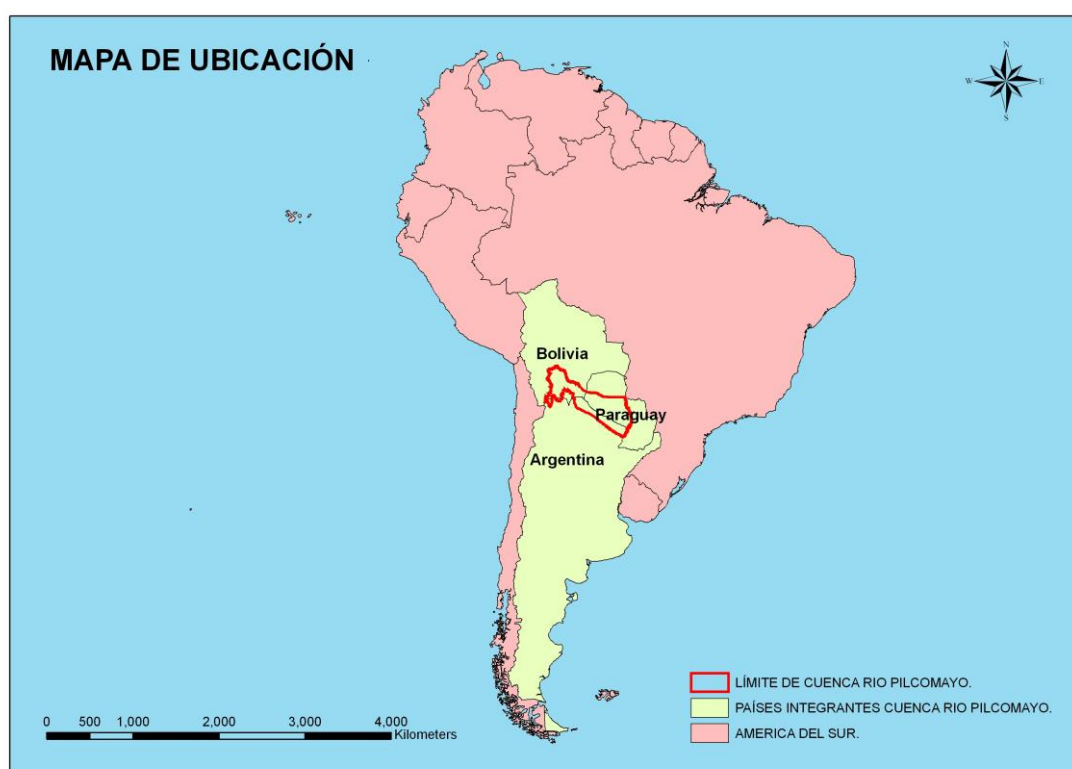 MAPA DE UBICACIÓN
N
W E
S
Bolivia
Paraguay
Argentina
LÍMITE DE CUENCA RIO PILCOMAYO.
PAÍSES INTEGRANTES CUENCA RIO PILCOMAYO.
AMERICA DEL SUR.
0 500 1,000 2,000 3,000 4,000
Kilometers